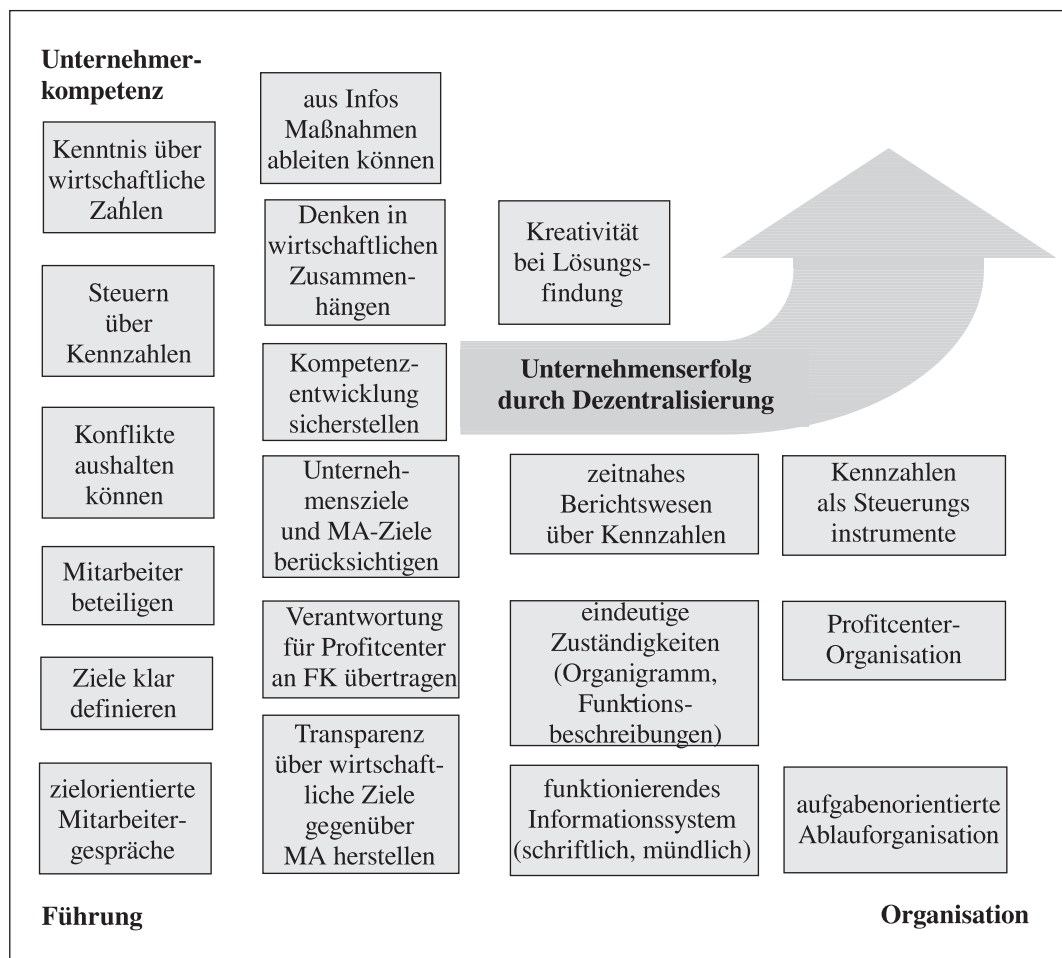 Unternehmer-
kompetenz
Kenntnis über
wirtschaftliche
Zahlen
Steuern
über
Kennzahlen
Konflikte
aushalten
können
Mitarbeiter
beteiligen
Ziele klar
definieren
zielorientierte
Mitarbeiter-
gespräche
Führung
aus Infos
Maßnahmen
ableiten können
Denken in
wirtschaftlichen
Zusammen-
hängen
Kompetenz-
entwicklung
sicherstellen
Unterneh-
mensziele
und MA-Ziele
berücksichtigen
Verantwortung
für Profitcenter
an FK übertragen
Transparenz
über wirtschaft-
liche Ziele
gegenüber
MA herstellen
Kreativität
bei Lösungs-
findung
Unternehmenserfolg
durch Dezentralisierung
zeitnahes
Berichtswesen
über Kennzahlen
eindeutige
Zuständigkeiten
(Organigramm,
Funktions-
beschreibungen)
funktionierendes
Informationssystem
(schriftlich, mündlich)
Kennzahlen
als Steuerungs
instrumente
Profitcenter-
Organisation
aufgabenorientierte
Ablauforganisation
Organisation